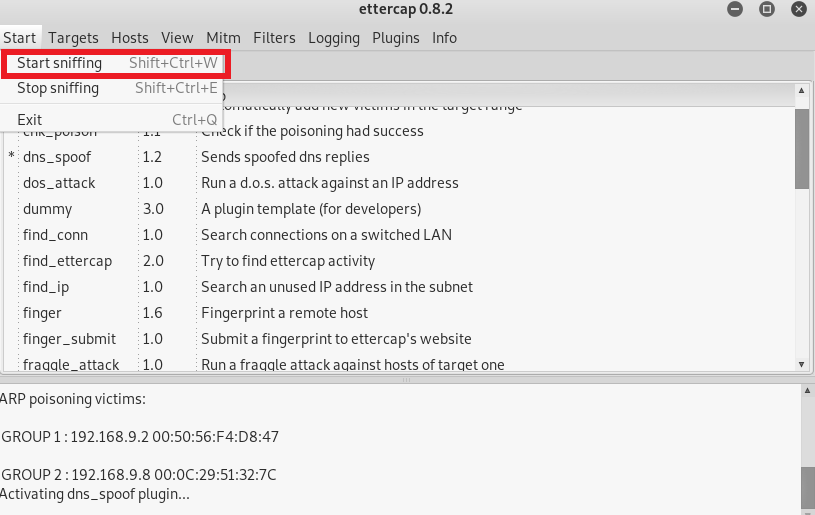 ettercap 0.8.2
Start Targets Hosts View Mitm Filters Logging Plugins Info
Start sniffing Shift+Ctrl+W
Stop sniffing Shift+Ctrl+E
Exit Ctrl+Q
add new victims in the target range
chk_poison 1.1 Check if the poisoning had success
* dns_spoof 1.2 Sends spoofed dns replies
dos_attack 1.0 Run a d.o.s. attack against an IP address
dummy 3.0 A plugin template (for developers)
find_conn 1.0 Search connections on a switched LAN
find_ettercap 2.0 Try to find ettercap activity
find_ip 1.0 Search an unused IP address in the subnet
finger 1.6 Fingerprint a remote host
finger_submit 1.0 Submit a fingerprint to ettercap's website
fraggle_attack 1.0 Run a fraggle attack against hosts of target one
ARP poisoning victims:
GROUP 1 : 192.168.9.2 00:50:56:F4:D8:47
GROUP 2 : 192.168.9.8 00:0C:29:51:32:7C
Activating dns_spoof plugin...